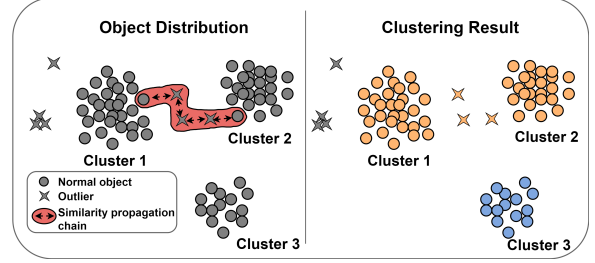 Object Distribution
Cluster 1
Cluster 2
Normal object
Outlier
Similarity propagation
chain
Cluster 3
Clustering Result
Cluster 1
Cluster 2
Cluster 3